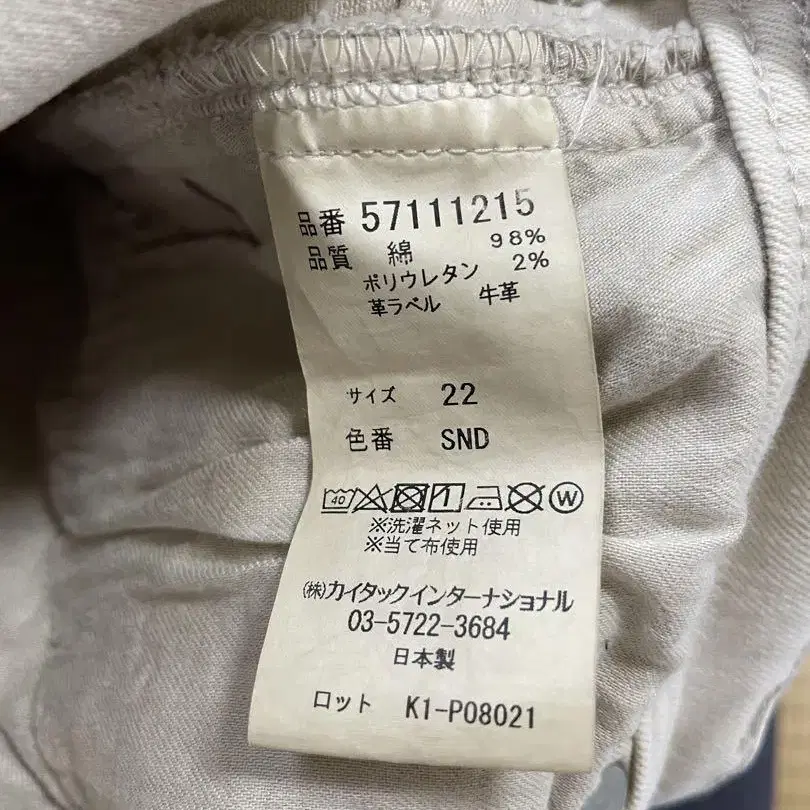 品番 57111215
品質 綿 98%
ポリウレタン 2%
革ラベル 牛革
サイズ 22
色番 SND
40 W
※洗濯ネット使用
※当て布使用
㈱カイタックインターナショナル
03-5722-3684
日本製
ロット K1-P08021